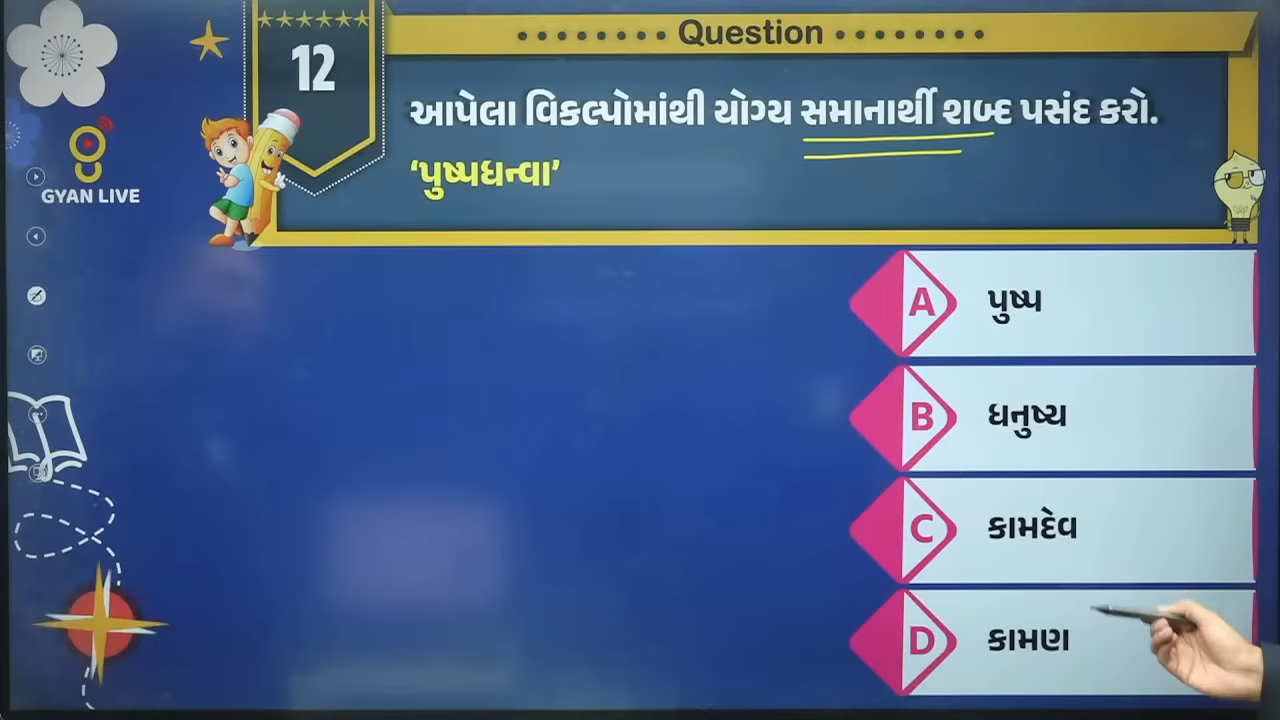 Question
12
આપેલા વિકલ્પોમાંથી યોગ્ય સમાનાર્થી શબ્દ પસંદ કરો.
‘પુષ્પધન્વા’
GYAN LIVE
A પુષ્પ
B ધનુષ્ય
C કામદેવ
D કામણ